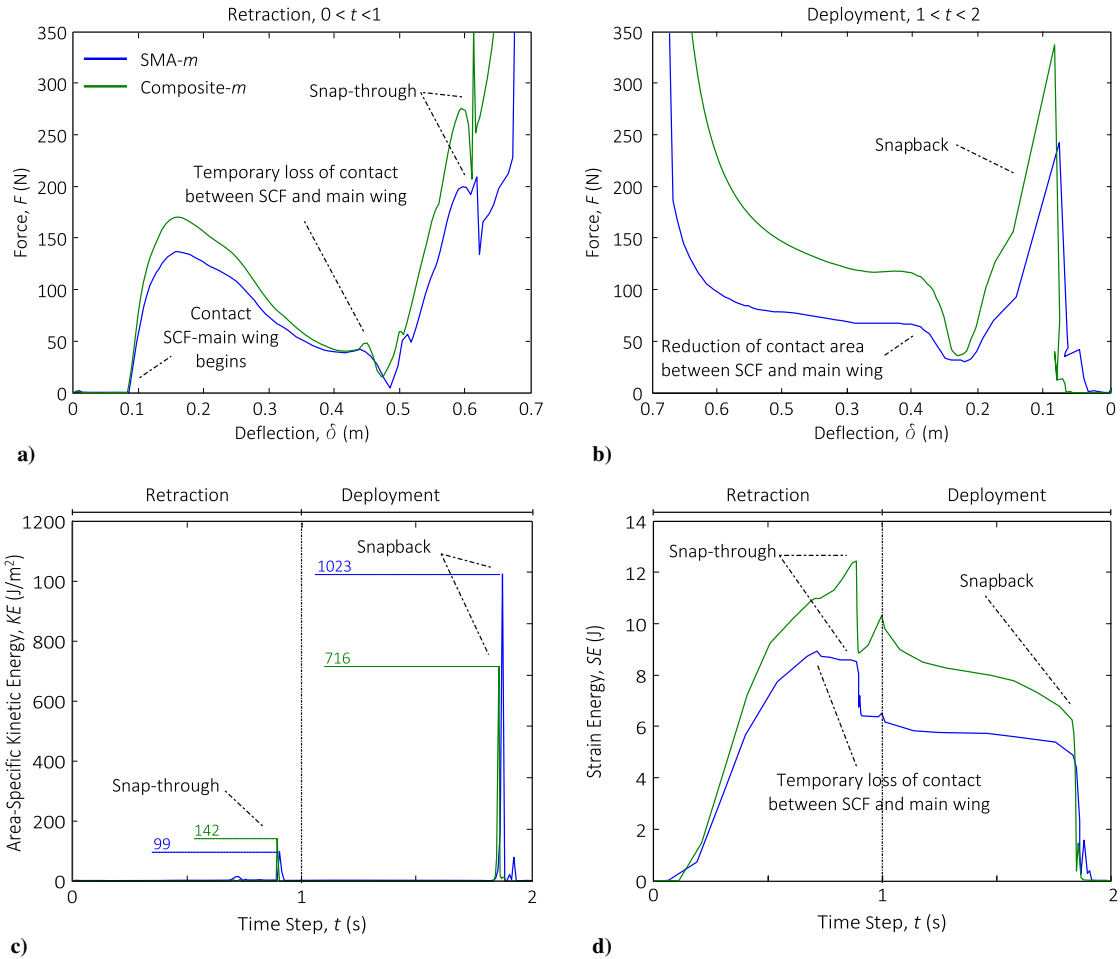 Retraction, 0 < t < 1
350
300
250
200
150
100
50
0
Force, F (N)
SMA-m
Composite-m
Snap-through
Temporary loss of contact
between SCF and main wing
Contact
SCF-main wing
begins
0 0.1 0.2 0.3 0.4 0.5 0.6 0.7
Deflection, δ (m)
a)
Deployment, 1 < t < 2
350
300
250
200
150
100
50
0
Force, F (N)
Snapback
Reduction of contact area
between SCF and main wing
0.7 0.6 0.5 0.3 0.4 0.2 0.1 0
Deflection, δ (m)
b)
Retraction Deployment
1200
1000
800
600
400
200
0
Area-Specific Kinetic Energy, KE (J/m²)
Snapback
1023
716
Snap-through
142
99
0 1 2
Time Step, t (s)
c)
Retraction Deployment
14
12
10
8
6
4
2
0
Strain Energy, SE (J)
Snap-through
Snapback
Temporary loss of contact
between SCF and main wing
0 1 2
Time Step, t (s)
d)